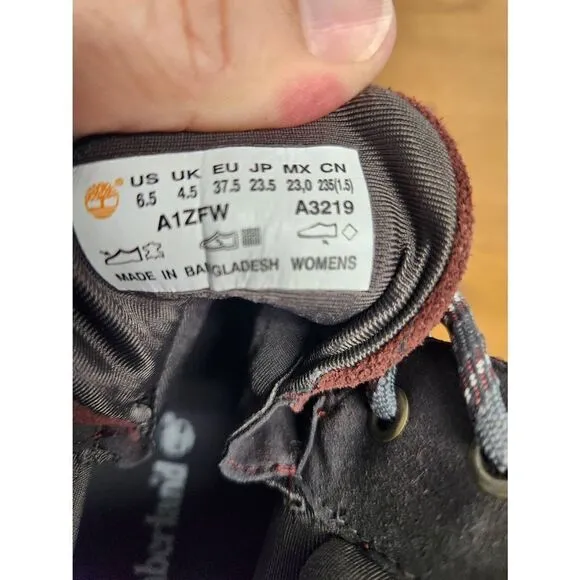 US UK EU JP MX CN
6.5 4.5 37.5 23.5 23,0 235(1.5)
A1ZFW A3219
MADE IN BANGLADESH WOMENS